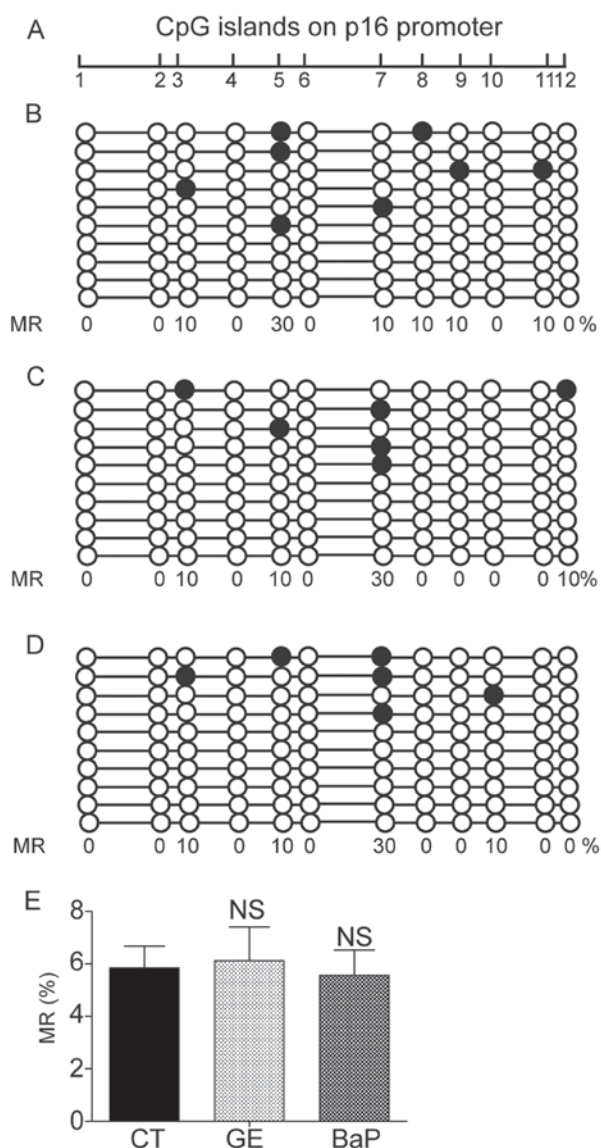 A
CpG islands on p16 promoter
1 2 3 4 5 6 7 8 9 10 11 12
B
MR 0 0 10 0 30 0 10 10 10 0 10 0 %
C
MR 0 0 10 0 10 0 30 0 0 0 0 10%
D
MR 0 0 10 0 10 0 30 0 0 10 0 0 %
E
8
6
4
2
0
MR (%)
NS
NS
CT GE BaP